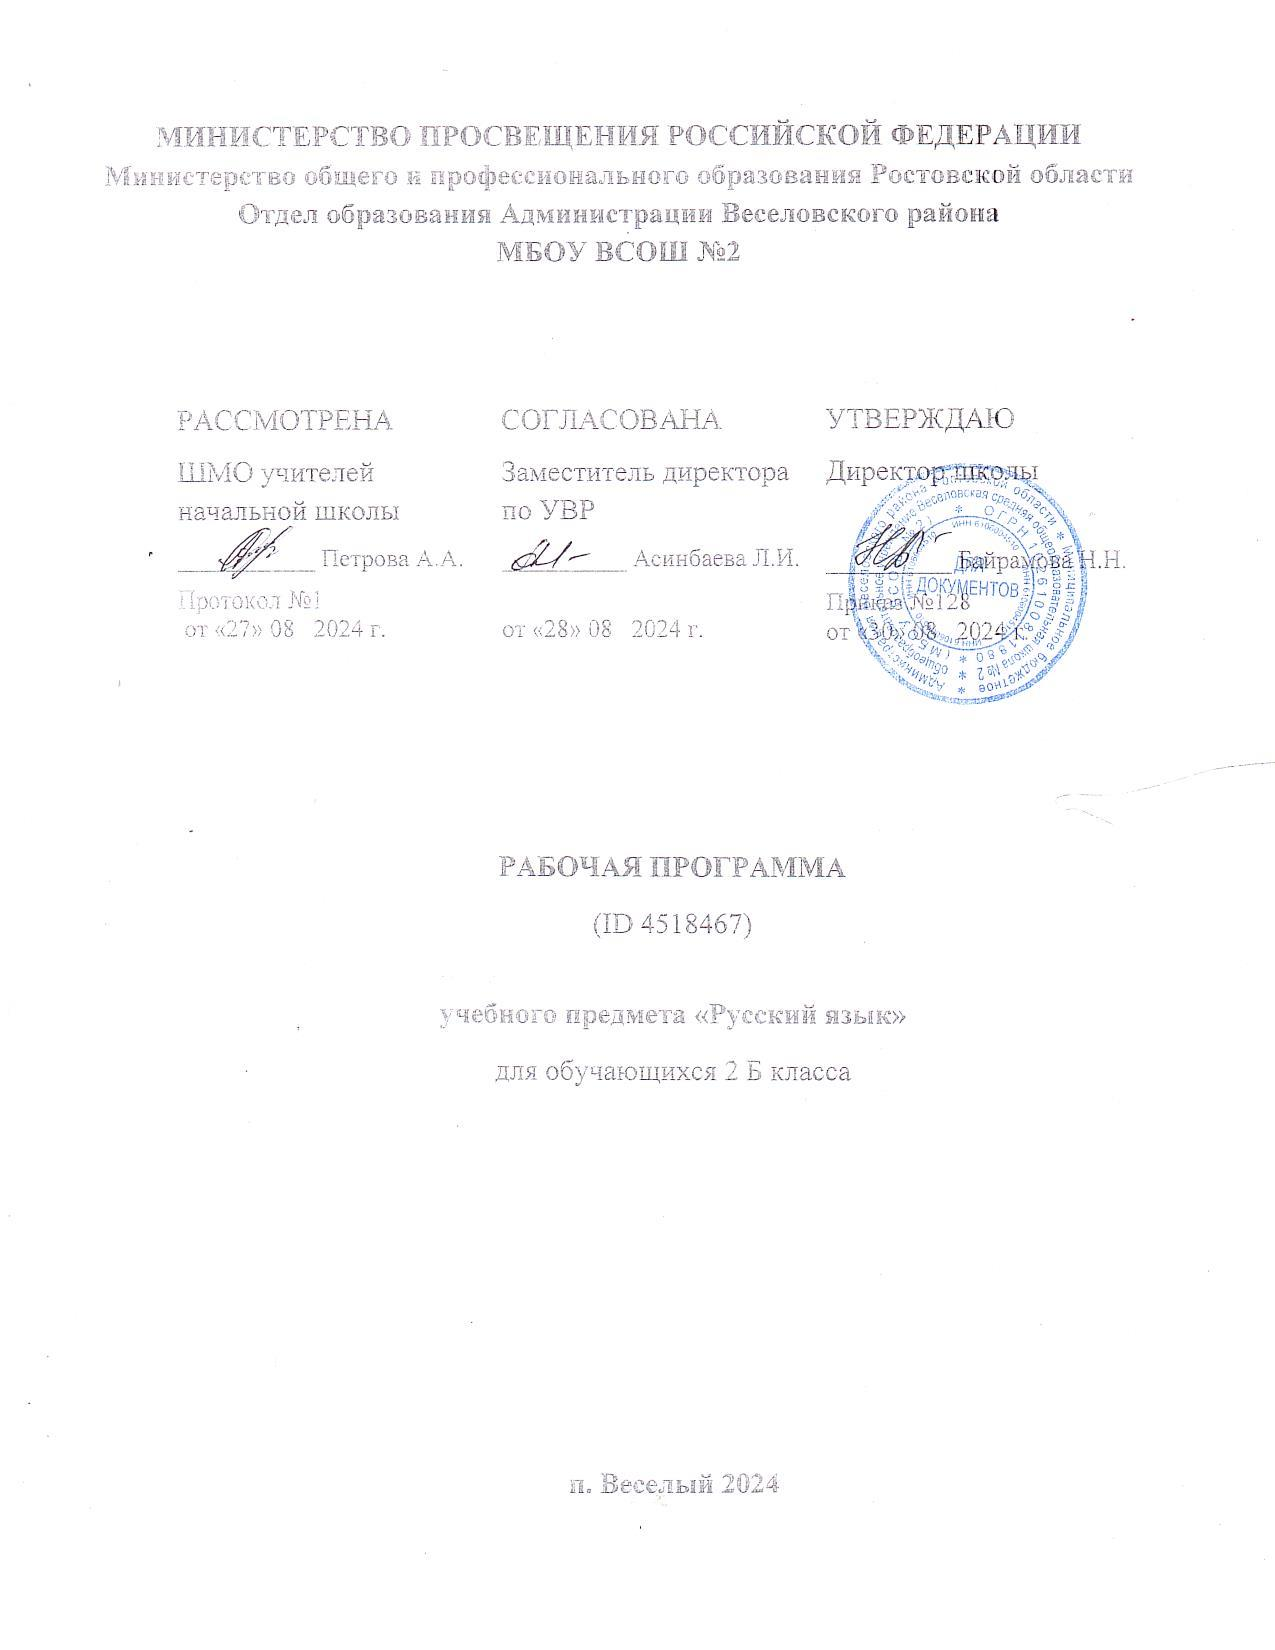 МИНИСТЕРСТВО ПРОСВЕЩЕНИЯ РОССИЙСКОЙ ФЕДЕРАЦИИ
Министерство общего и профессионального образования Ростовской области
Отдел образования Администрации Веселовского района
МБОУ ВСОШ №2
РАССМОТРЕНА
ШМО учителей
начальной школы
Петрова А.А.
Протокол №1
от «27» 08 2024 г.
СОГЛАСОВАНА
Заместитель директора
по УВР
Асинбаева Л.И.
от «28» 08 2024 г.
УТВЕРЖДАЮ
Директор школы
Байрамова Н.Н.
Приказ №128
от «30» 08 2024 г.
ДЛЯ
ДОКУМЕНТОВ
РАБОЧАЯ ПРОГРАММА
(ID 4518467)
учебного предмета «Русский язык»
для обучающихся 2 Б класса
п. Веселый 2024